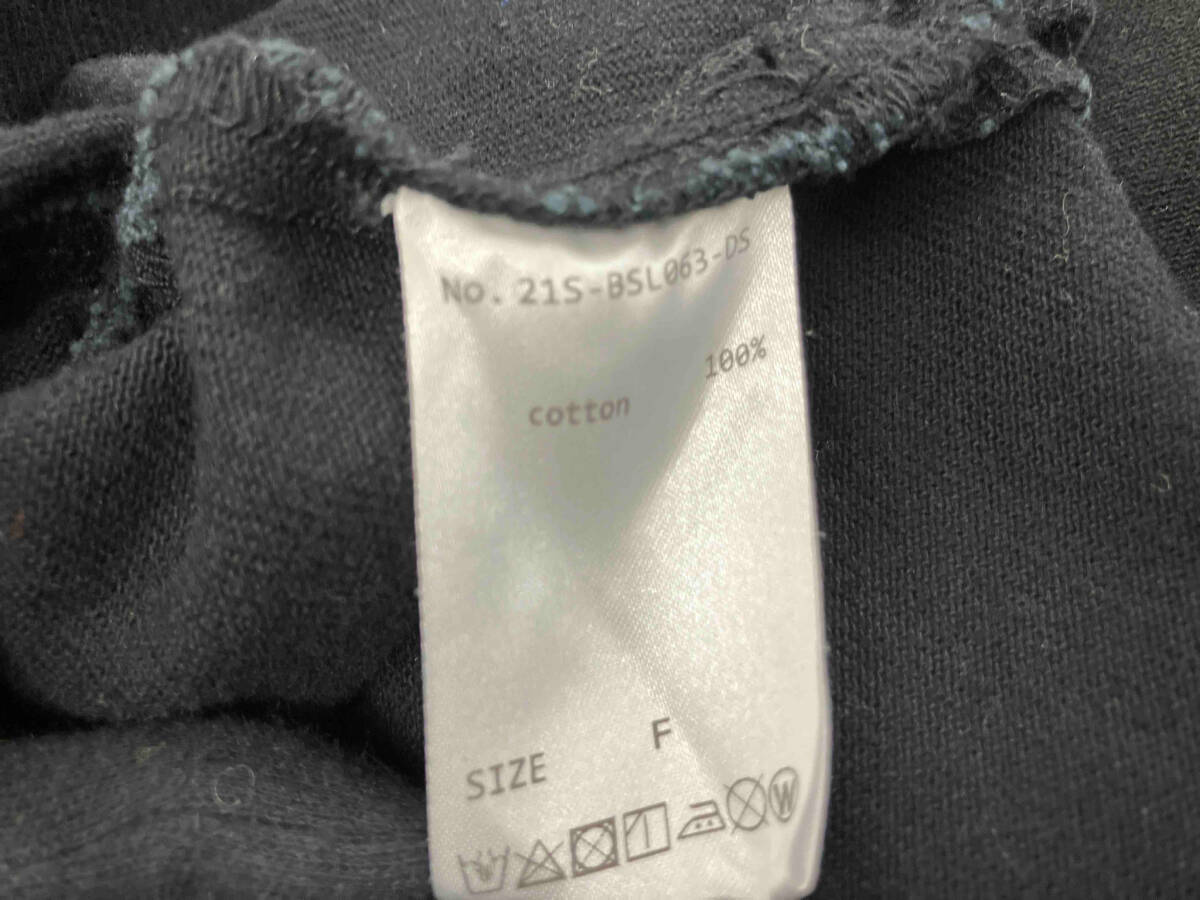 No. 21S-BSL063-DS
cotton 100%
SIZE F
W